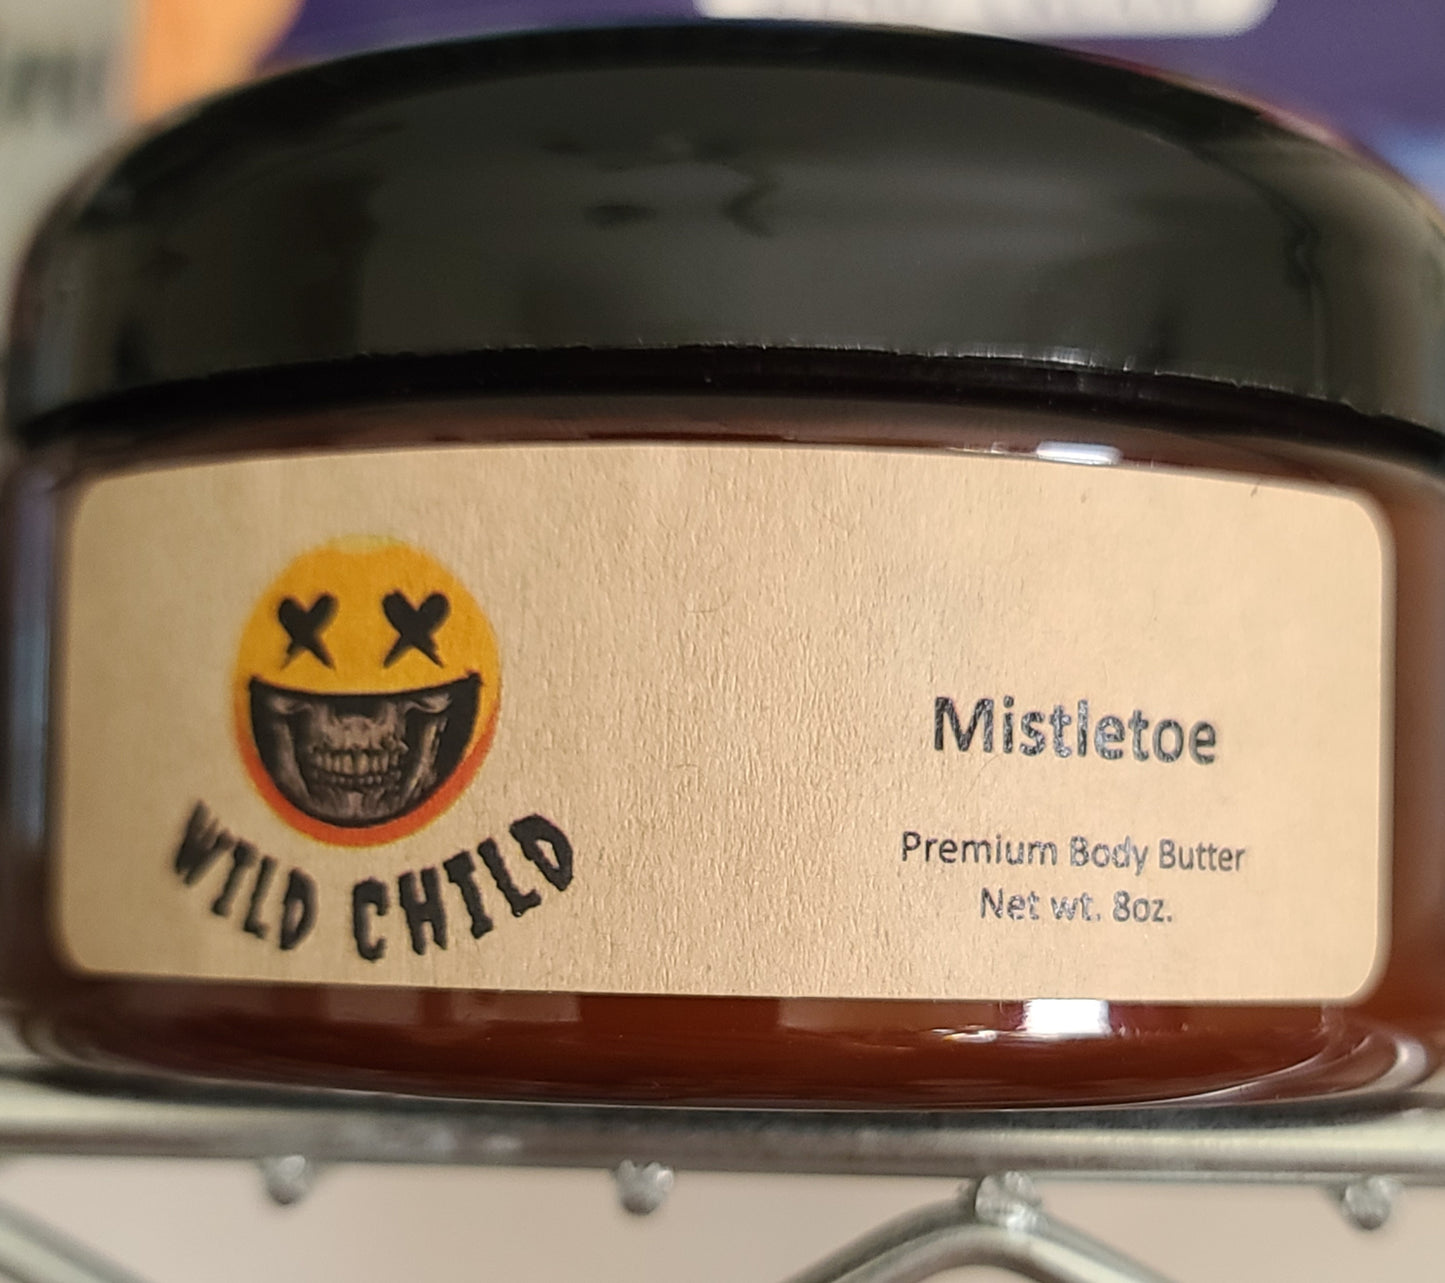 WILD CHILD
Mistletoe
Premium Body Butter
Net wt. 8oz.